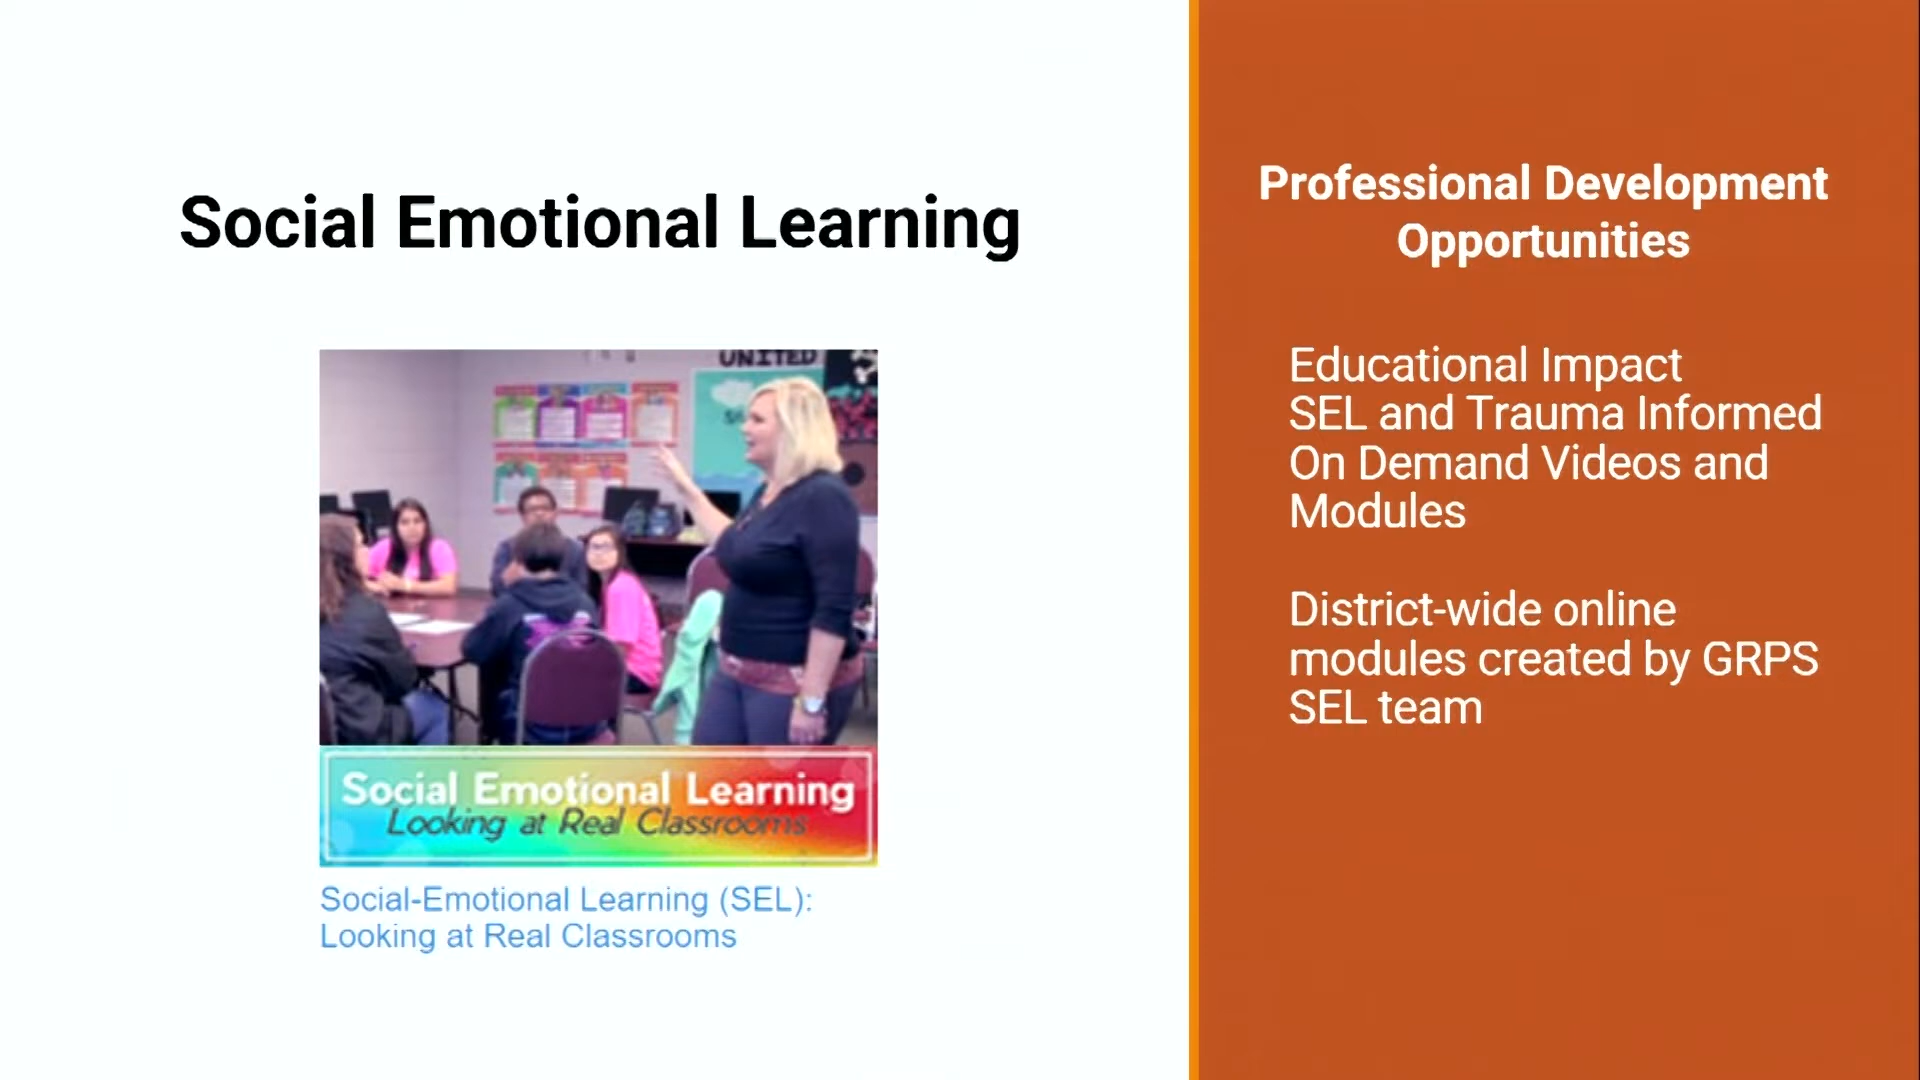 Social Emotional Learning
UNITED
Social Emotional Learning
Looking at Real Classrooms
Social-Emotional Learning (SEL):
Looking at Real Classrooms
Professional Development
Opportunities
Educational Impact
SEL and Trauma Informed
On Demand Videos and
Modules
District-wide online
modules created by GRPS
SEL team